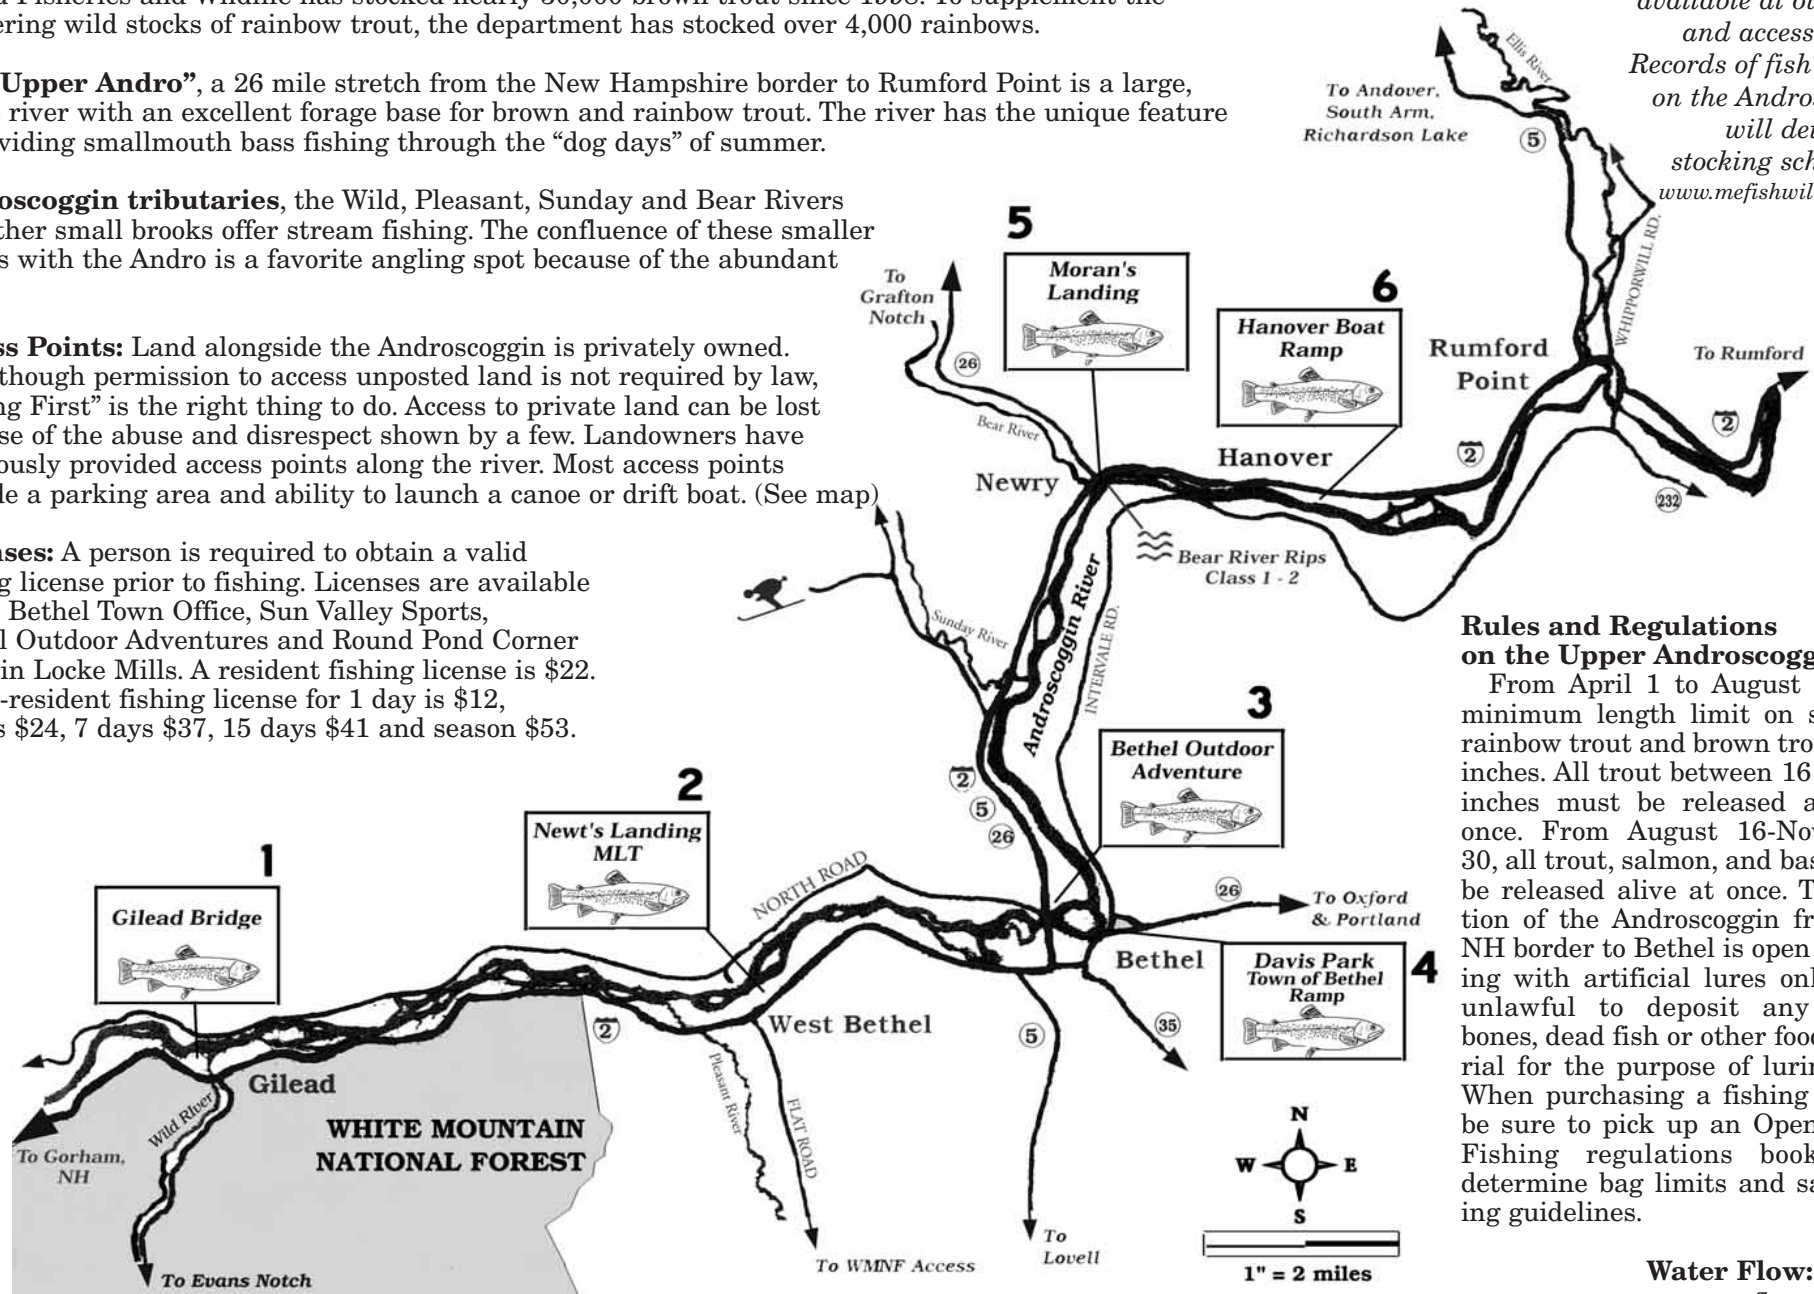 Fisheries and Wildlife has stocked nearly brown trout since
wild stocks of rainbow trout, the department has stocked over 4,000 rainbows.
Upper Andro”, a 26 mile stretch from the New Hampshire border to Rumford Point is a large,
river with an excellent forage base for brown and rainbow trout. The river has the unique feature
viding smallmouth bass fishing through the “dog days” of summer.
oscoggin tributaries, the Wild, Pleasant, Sunday and Bear Rivers
ther small brooks offer stream fishing. The confluence of these smaller
s with the Andro is a favorite angling spot because of the abundant
ss Points: Land alongside the Androscoggin is privately owned.
though permission to access unposted land is not required by law,
ng First” is the right thing to do. Access to private land can be lost
se of the abuse and disrespect shown by a few. Landowners have
ously provided access points along the river. Most access points
de a parking area and ability to launch a canoe or drift boat. (See map)
nses: A person is required to obtain a valid
g license prior to fishing. Licenses are available
Bethel Town Office, Sun Valley Sports,
l Outdoor Adventures and Round Pond Corner
in Locke Mills. A resident fishing license is $22.
-resident fishing license for 1 day is $12,
s $24, 7 days $37, 15 days $41 and season $53.
available at ou
and access
Records of fish
on the Andros
will det
stocking sch
www.mefishwil
Ellis River
To Andover,
South Arm,
Richardson Lake
5
WHIPPORWILL RD.
5
Moran's
Landing
To
Grafton
Notch
26
Bear River
Newry
6
Hanover Boat
Ramp
Hanover
Rumford
Point
To Rumford
2
2
232
Bear River Rips
Class 1 - 2
Sunday River
Androscoggin River
INTERVALE RD.
2
5
26
3
Bethel Outdoor
Adventure
2
Newt's Landing
MLT
NORTH ROAD
1
Gilead Bridge
26
To Oxford
& Portland
Bethel
4
Davis Park
Town of Bethel
Ramp
35
5
To
Lovell
2
West Bethel
Pleasant River
FLAT ROAD
To WMNF Access
Gilead
Wild River
WHITE MOUNTAIN
NATIONAL FOREST
To Gorham,
NH
To Evans Notch
N
W E
S
1" = 2 miles
Rules and Regulations
on the Upper Androscogg
From April 1 to August
minimum length limit on s
rainbow trout and brown tro
inches. All trout between 16
inches must be released a
once. From August 16-Nov
30, all trout, salmon, and bas
be released alive at once. T
tion of the Androscoggin fr
NH border to Bethel is open
ing with artificial lures onl
unlawful to deposit any
bones, dead fish or other food
rial for the purpose of lurin
When purchasing a fishing
be sure to pick up an Open
Fishing regulations book
determine bag limits and sa
ing guidelines.
Water Flow: